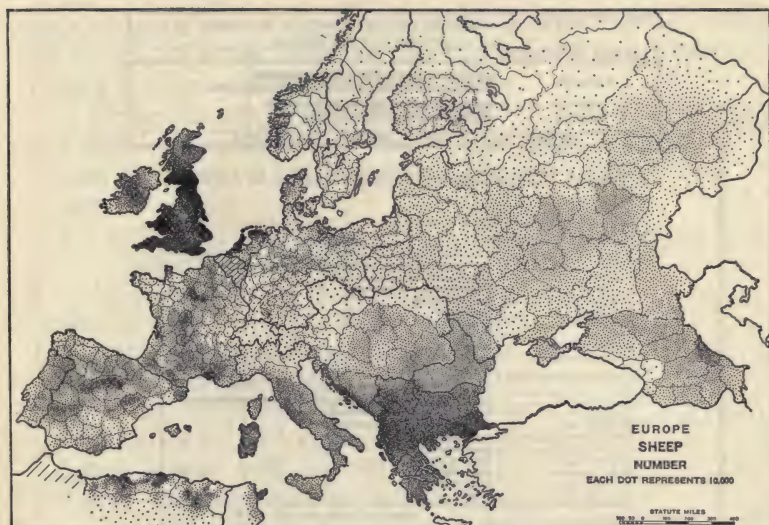 EUROPE
SHEEP
NUMBER
EACH DOT REPRESENTS 10,000
STATUTE MILES